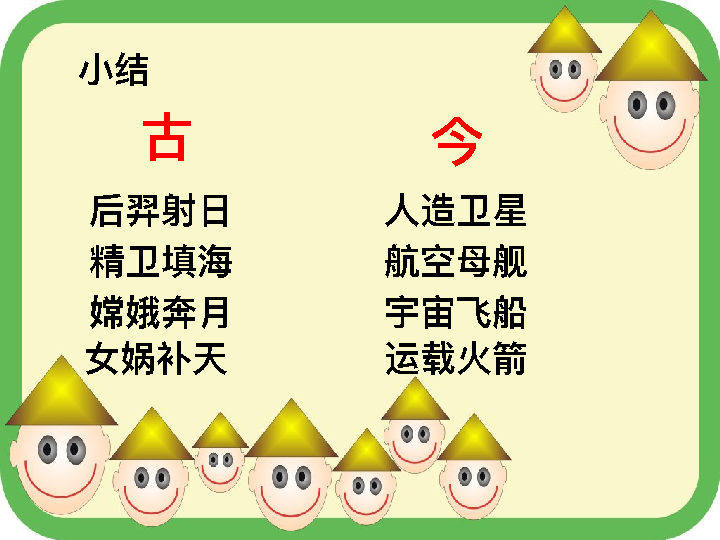 小结
古 今
后羿射日 人造卫星
精卫填海 航空母舰
嫦娥奔月 宇宙飞船
女娲补天 运载火箭